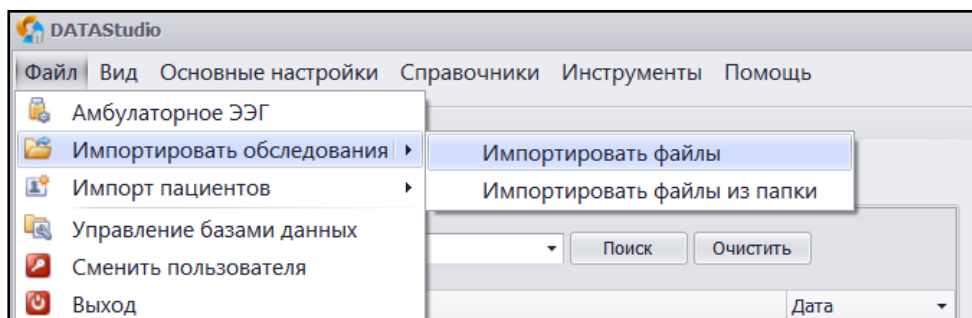 DATAStudio
Файл Вид Основные настройки Справочники Инструменты Помощь
Амбулаторное ЭЭГ
Импортировать обследования
Импортировать файлы
Импорт пациентов
Импортировать файлы из папки
Управление базами данных
Поиск Очистить
Сменить пользователя
Выход
Дата